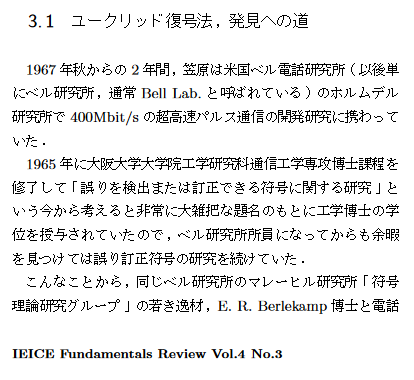 3.1 ユークリッド復号法，発見への道
1967 年秋からの 2 年間，笠原は米国ベル電話研究所（以後単
にベル研究所，通常 Bell Lab. と呼ばれている）のホルムデル
研究所で 400Mbit/s の超高速パルス通信の開発研究に携わって
いた．
1965 年に大阪大学大学院工学研究科通信工学専攻博士課程を
修了して「誤りを検出または訂正できる符号に関する研究」と
いう今から考えると非常に大雑把な題名のもとに工学博士の学
位を授与されていたので，ベル研究所所員になってからも余暇
を見つけては誤り訂正符号の研究を続けていた．
こんなことから，同じベル研究所のマレーヒル研究所「符号
理論研究グループ」の若き逸材，E. R. Berlekamp 博士と電話
IEICE Fundamentals Review Vol.4 No.3